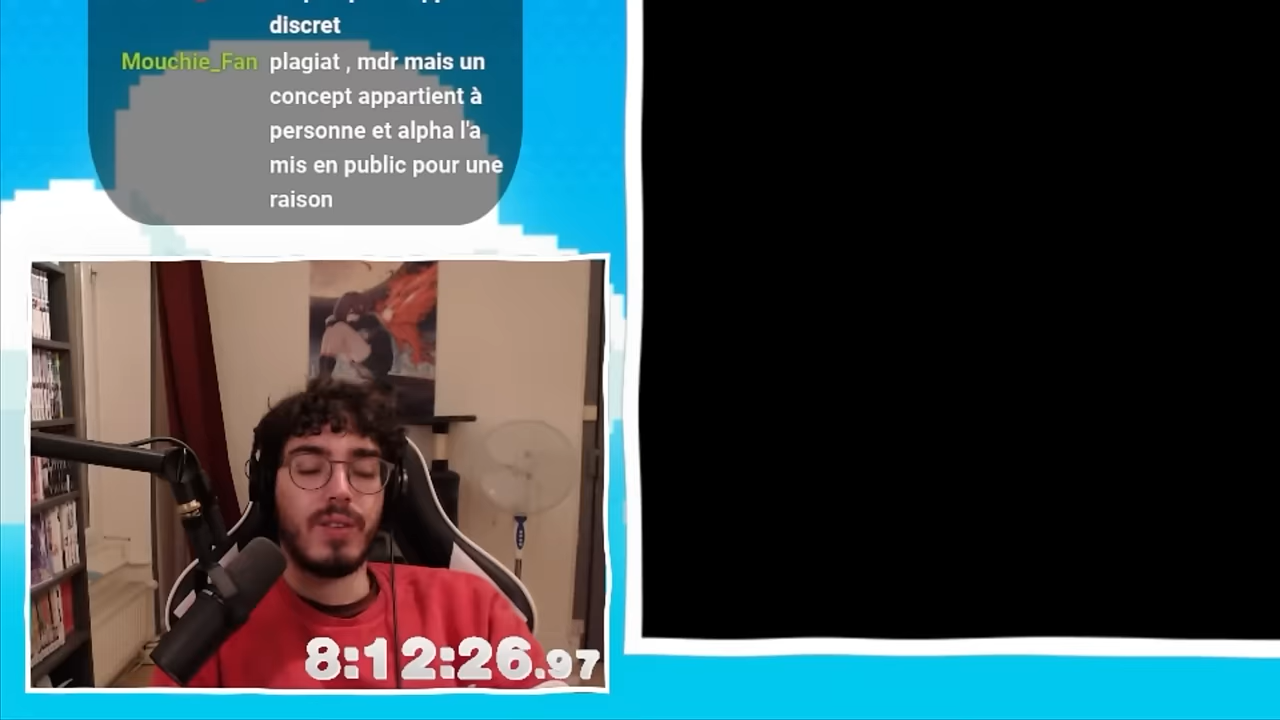 discret
Mouchie_Fan plagiat , mdr mais un
concept appartient à
personne et alpha l'a
mis en public pour une
raison
8:12:26.97